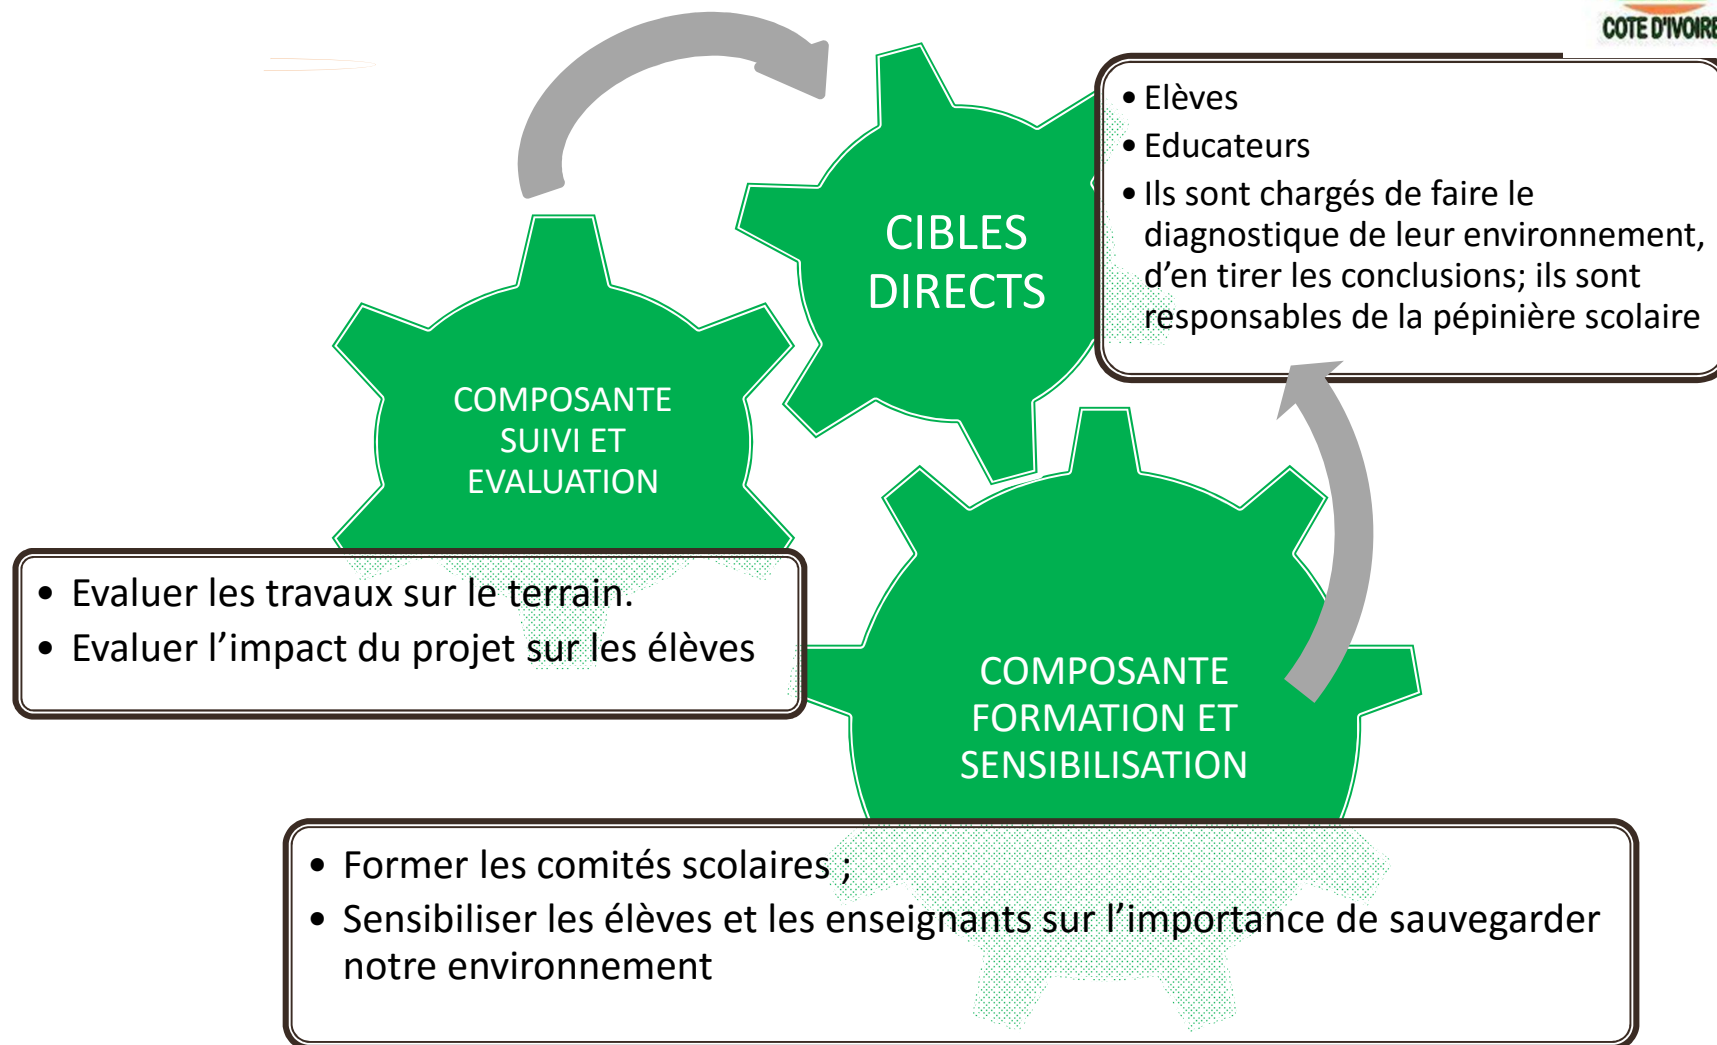 COTE D'IVOIRE
• Elèves
• Educateurs
• Ils sont chargés de faire le
diagnostique de leur environnement,
d’en tirer les conclusions; ils sont
responsables de la pépinière scolaire
CIBLES
DIRECTS
COMPOSANTE
SUIVI ET
EVALUATION
• Evaluer les travaux sur le terrain.
• Evaluer l’impact du projet sur les élèves
COMPOSANTE
FORMATION ET
SENSIBILISATION
• Former les comités scolaires ;
• Sensibiliser les élèves et les enseignants sur l’importance de sauvegarder
notre environnement